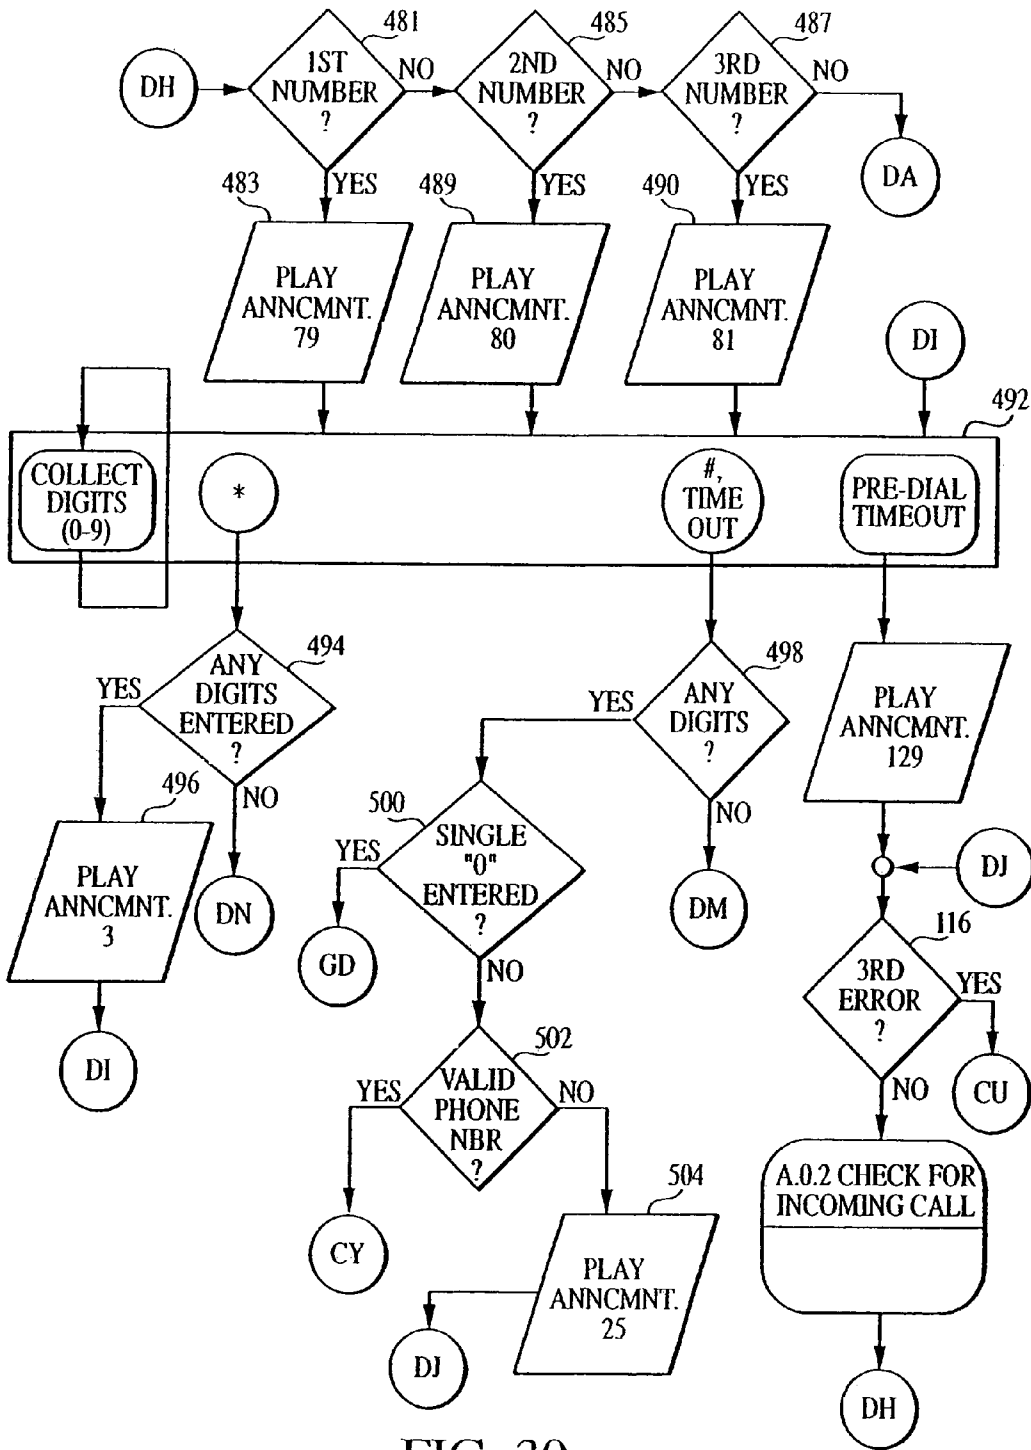 481
485
487
DH
1ST
NUMBER
?
NO
2ND
NUMBER
?
NO
3RD
NUMBER
?
NO
DA
YES
YES
YES
483
489
490
PLAY
ANNCMNT.
79
PLAY
ANNCMNT.
80
PLAY
ANNCMNT.
81
DI
492
COLLECT
DIGITS
(0-9)
*
#,
TIME
OUT
PRE-DIAL
TIMEOUT
494
ANY
DIGITS
ENTERED
?
YES
NO
498
ANY
DIGITS
?
YES
NO
PLAY
ANNCMNT.
129
496
PLAY
ANNCMNT.
3
DN
500
SINGLE
"0"
ENTERED
?
YES
NO
GD
DM
DJ
116
3RD
ERROR
?
YES
NO
CU
DI
502
VALID
PHONE
NBR
?
YES
NO
CY
504
PLAY
ANNCMNT.
25
DJ
A.0.2 CHECK FOR
INCOMING CALL
DH
FIG. 30